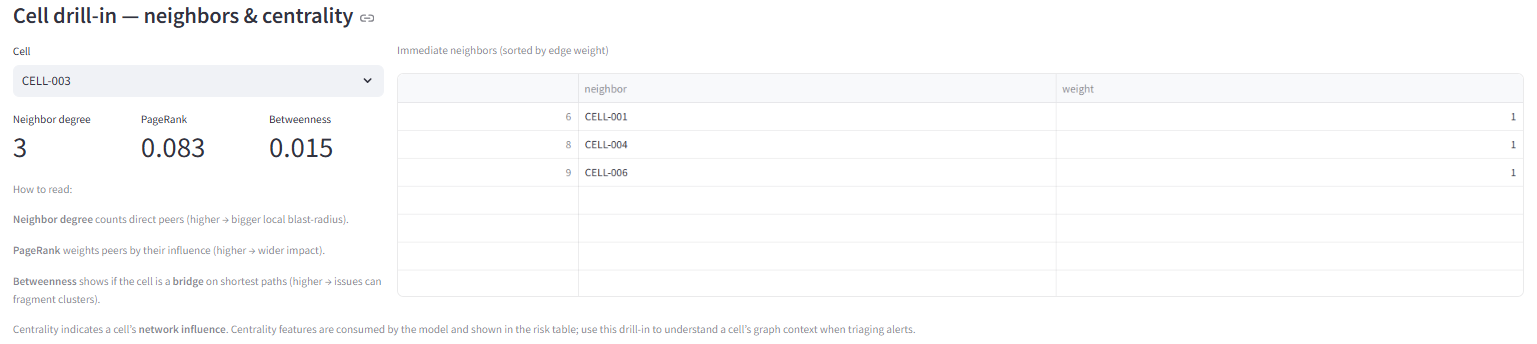 Cell drill-in — neighbors & centrality
Cell
CELL-003
Neighbor degree PageRank Betweenness
3 0.083 0.015
How to read:
Neighbor degree counts direct peers (higher → bigger local blast-radius).
PageRank weights peers by their influence (higher → wider impact).
Betweenness shows if the cell is a bridge on shortest paths (higher → issues can
fragment clusters).
Immediate neighbors (sorted by edge weight)
neighbor weight
6 CELL-001 1
8 CELL-004 1
9 CELL-006 1
Centrality indicates a cell's network influence. Centrality features are consumed by the model and shown in the risk table; use this drill-in to understand a cell's graph context when triaging alerts.